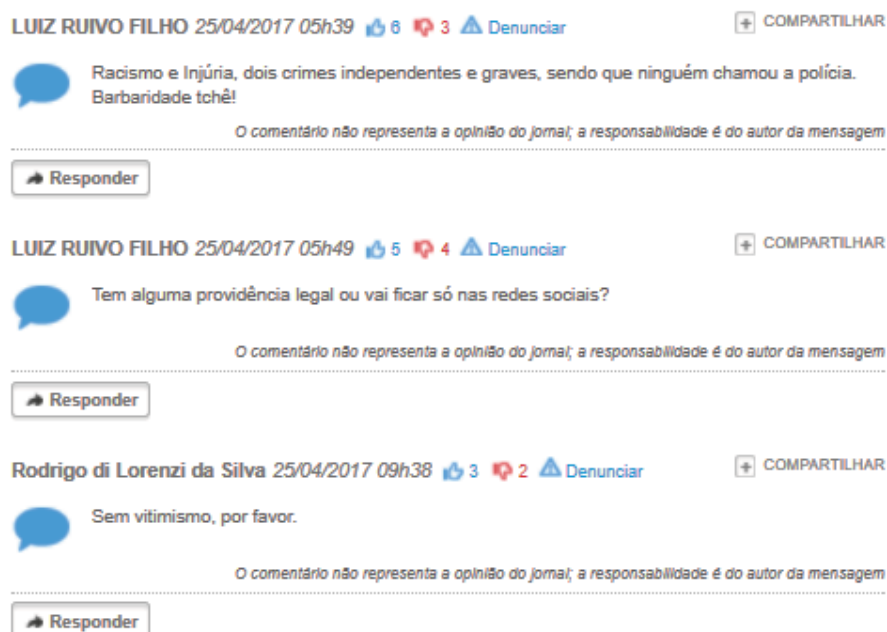 LUIZ RUIVO FILHO 25/04/2017 05h39 6 3 Denunciar + COMPARTILHAR
Racismo e Injúria, dois crimes independentes e graves, sendo que ninguém chamou a polícia.
Barbaridade tchê!
O comentário não representa a opinião do jornal; a responsabilidade é do autor da mensagem
Responder
LUIZ RUIVO FILHO 25/04/2017 05h49 5 4 Denunciar + COMPARTILHAR
Tem alguma providência legal ou vai ficar só nas redes sociais?
O comentário não representa a opinião do jornal; a responsabilidade é do autor da mensagem
Responder
Rodrigo di Lorenzi da Silva 25/04/2017 09h38 3 2 Denunciar + COMPARTILHAR
Sem vitimismo, por favor.
O comentário não representa a opinião do jornal; a responsabilidade é do autor da mensagem
Responder